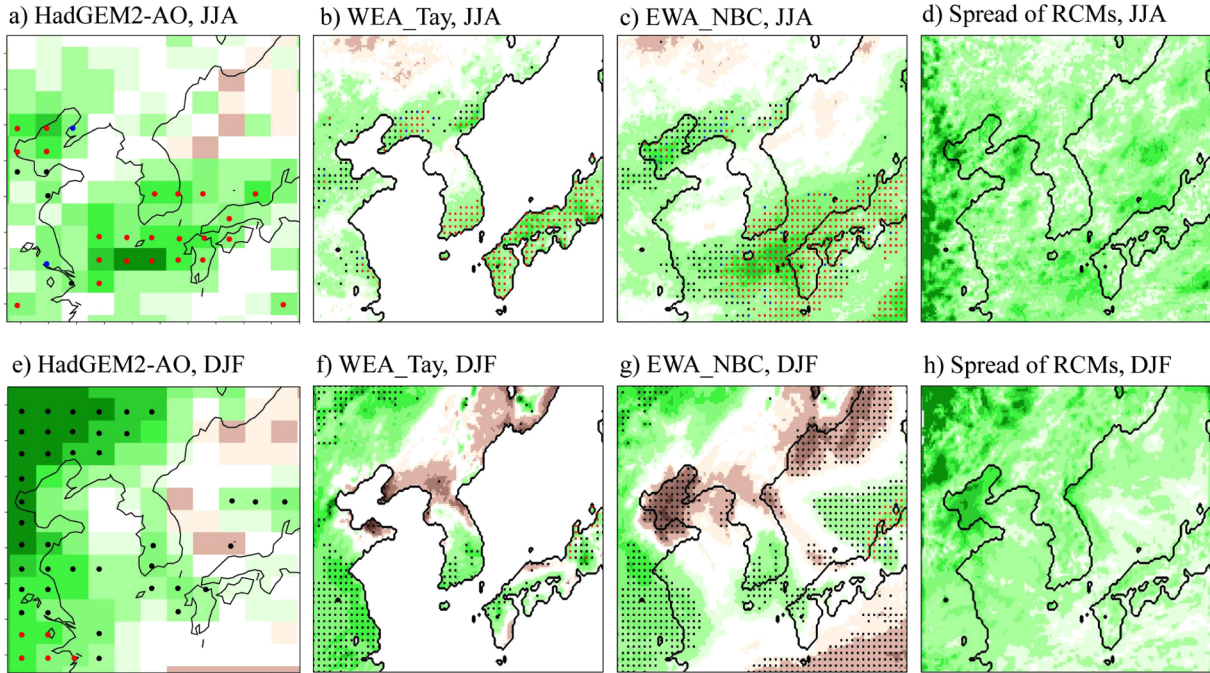 a) HadGEM2-AO, JJA
b) WEA_Tay, JJA
c) EWA_NBC, JJA
d) Spread of RCMs, JJA
e) HadGEM2-AO, DJF
f) WEA_Tay, DJF
g) EWA_NBC, DJF
h) Spread of RCMs, DJF